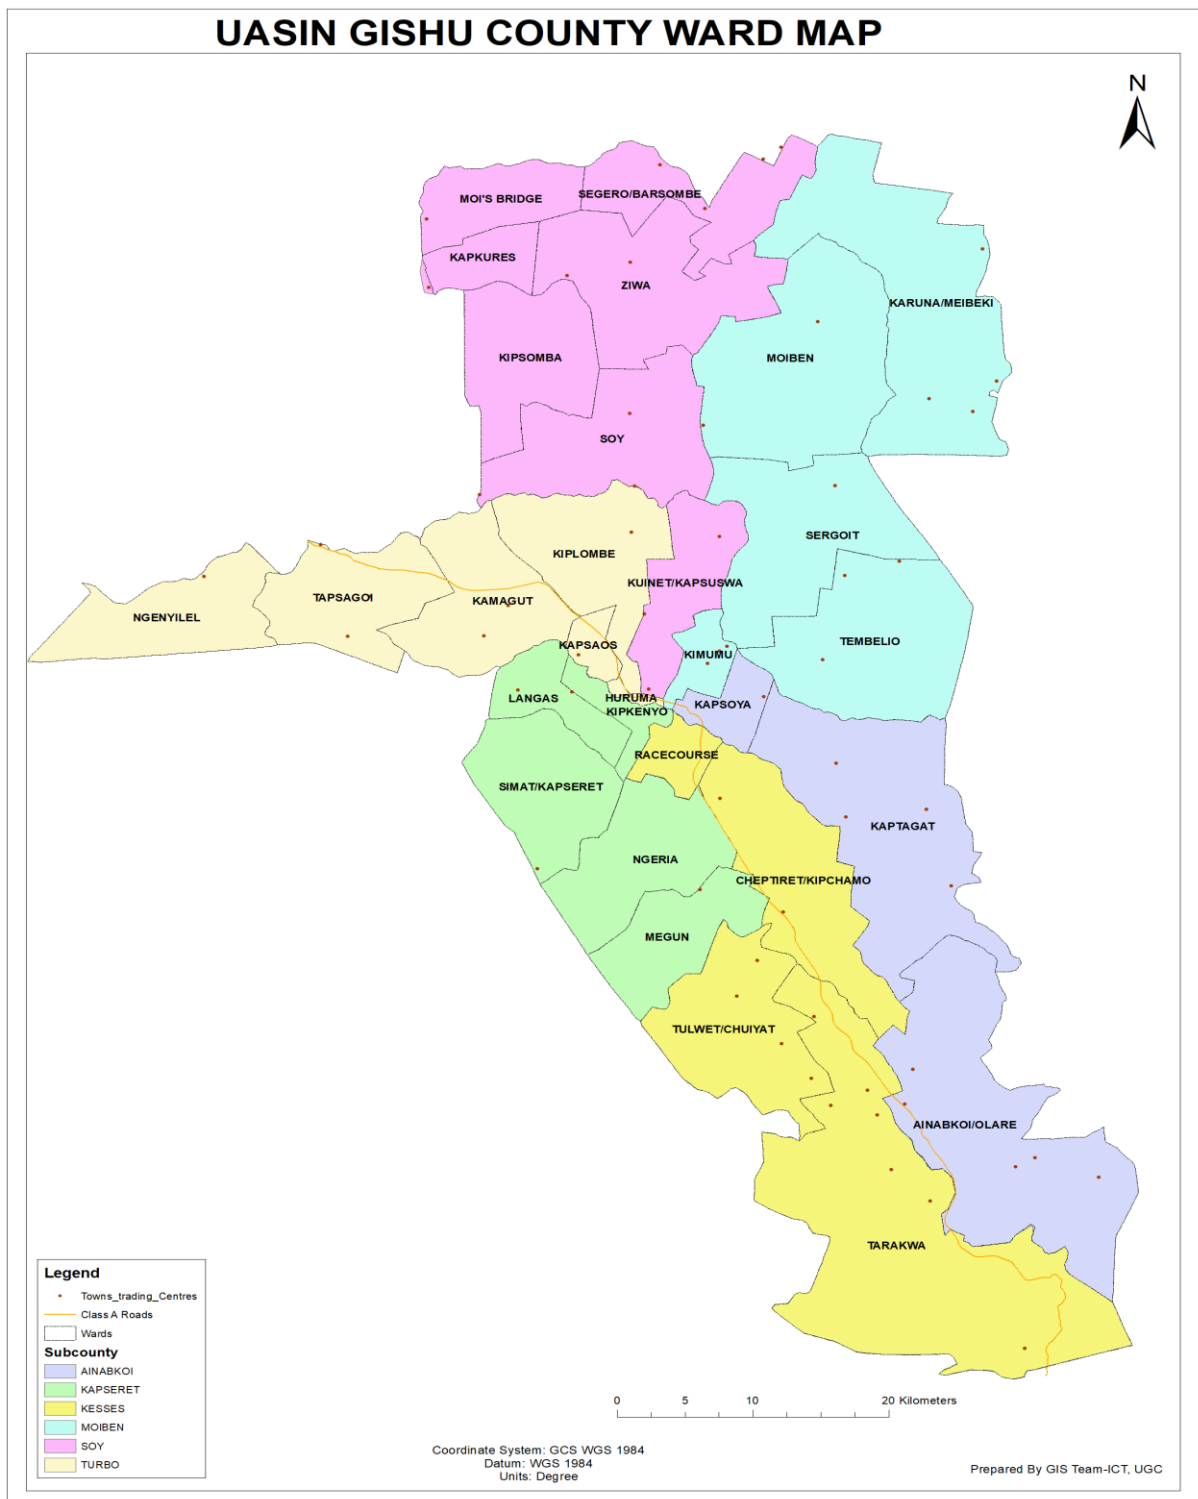 UASIN GISHU COUNTY WARD MAP
N
MOI'S BRIDGE
SEGERO/BARSOMBE
KAPKURES
ZIWA
KARUNA/MEIBEKI
KIPSOMBA
MOIBEN
SOY
SERGOIT
KIPLOMBE
KUINET/KAPSUSWA
TAPSAGOI
KAMAGUT
NGENYILEL
TEMBELIO
KAPSAOS
KIMUMU
LANGAS
HURUMA
KIPKENYO
KAPSOYA
RACECOURSE
SIMAT/KAPSERET
KAPTAGAT
NGERIA
CHEPTIRET/KIPCHAMO
MEGUN
TULWET/CHUIYAT
AINABKOI/OLARE
TARAKWA
Legend
Towns_trading_Centres
Class A Roads
Wards
Subcounty
AINABKOI
KAPSERET
KESSES
MOIBEN
SOY
TURBO
0 5 10 20 Kilometers
Coordinate System: GCS WGS 1984
Datum: WGS 1984
Units: Degree
Prepared By GIS Team-ICT, UGC